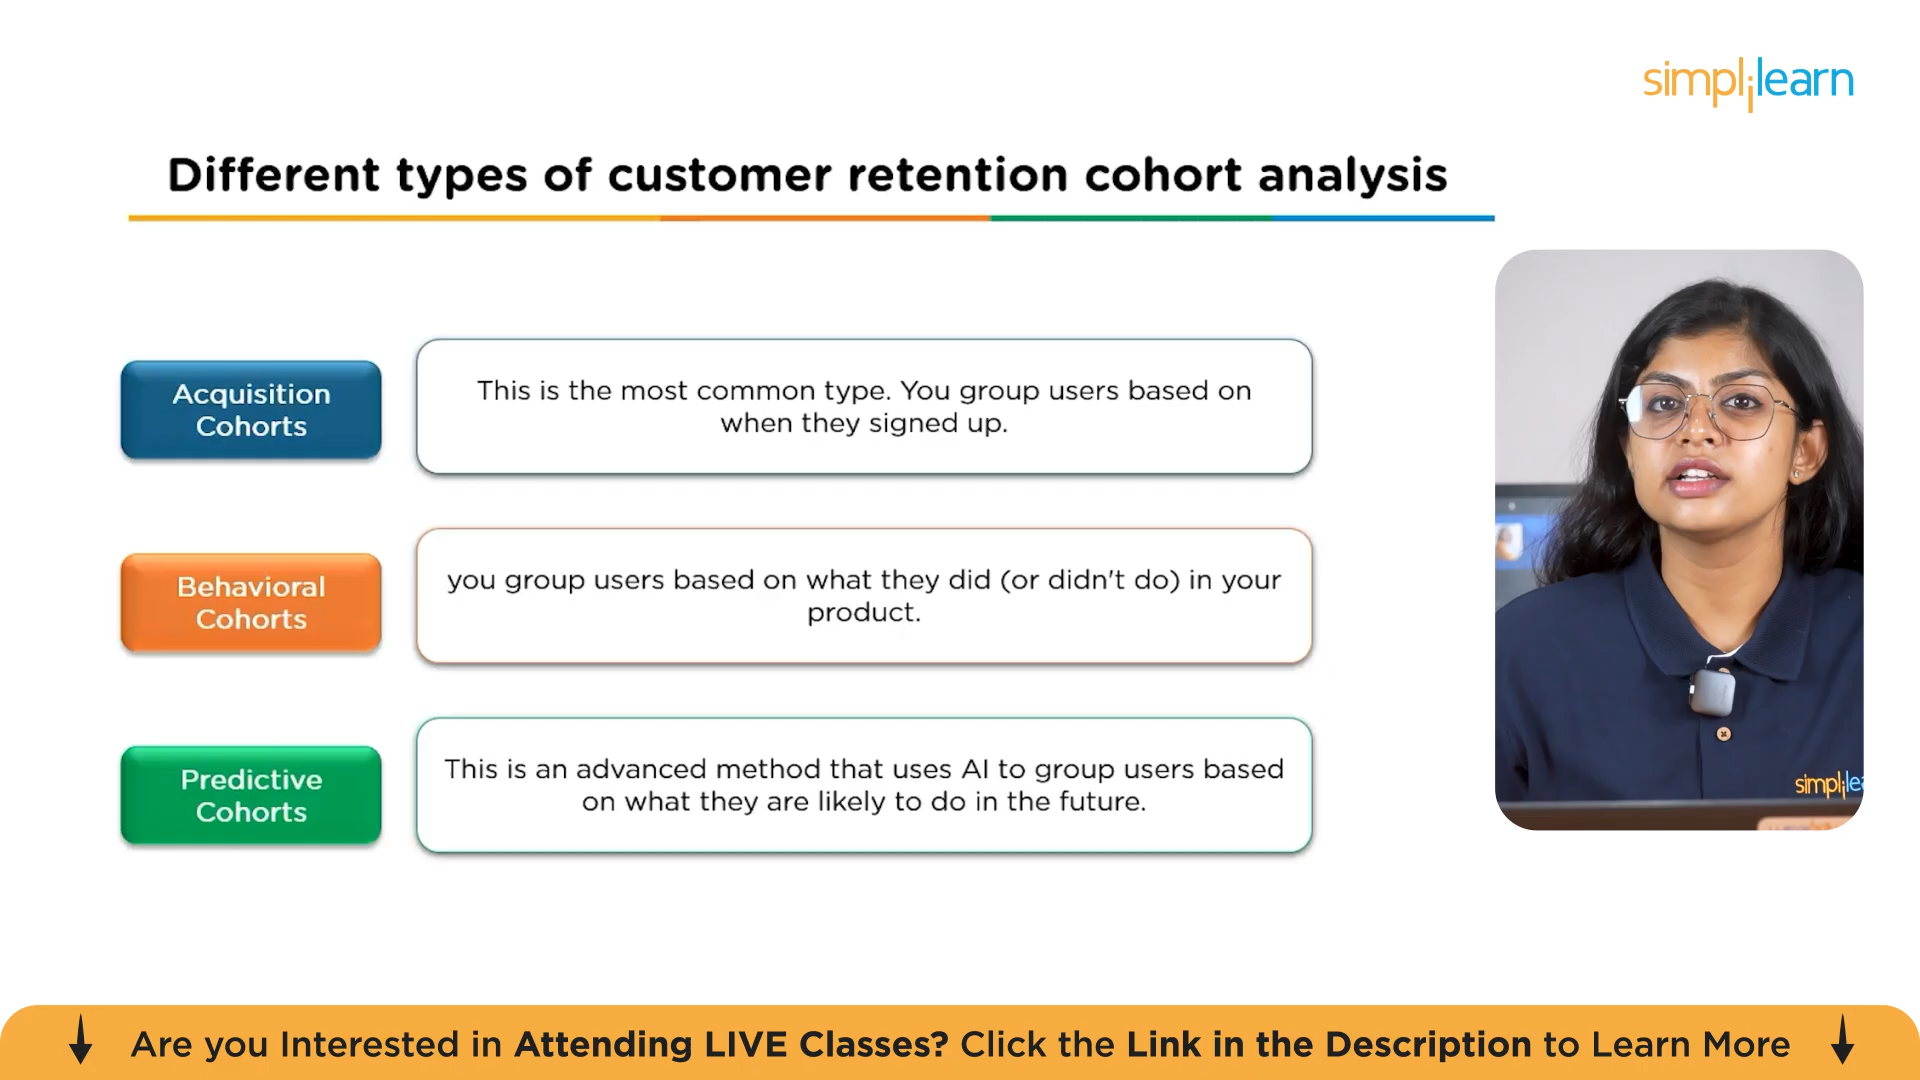 simplilearn
Different types of customer retention cohort analysis
Acquisition
Cohorts
This is the most common type. You group users based on
when they signed up.
Behavioral
Cohorts
you group users based on what they did (or didn't do) in your
product.
Predictive
Cohorts
This is an advanced method that uses AI to group users based
on what they are likely to do in the future.
simplilea
Are you Interested in Attending LIVE Classes? Click the Link in the Description to Learn More